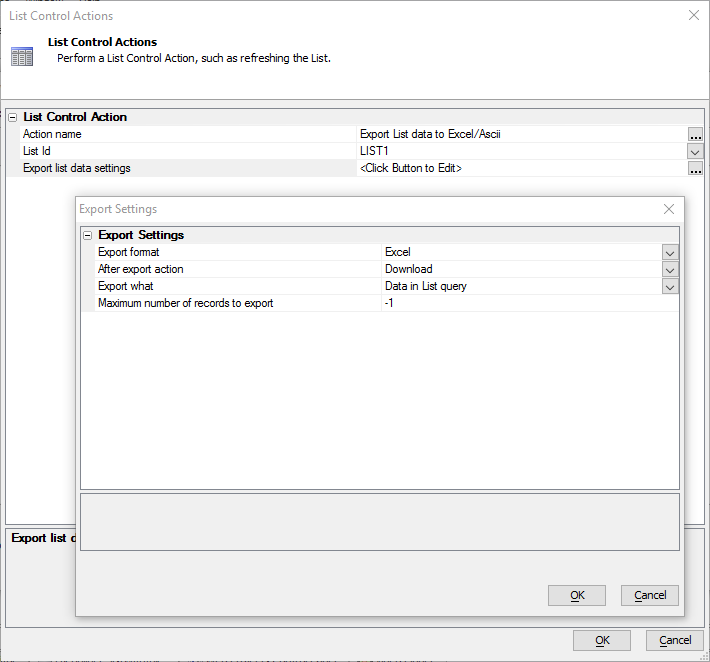 List Control Actions
List Control Actions
Perform a List Control Action, such as refreshing the List.
List Control Action
Action name Export List data to Excel/Ascii ...
List Id LIST1
Export list data settings <Click Button to Edit> ...
Export Settings
Export Settings
Export format Excel
After export action Download
Export what Data in List query
Maximum number of records to export -1
Export list
OK Cancel
OK Cancel